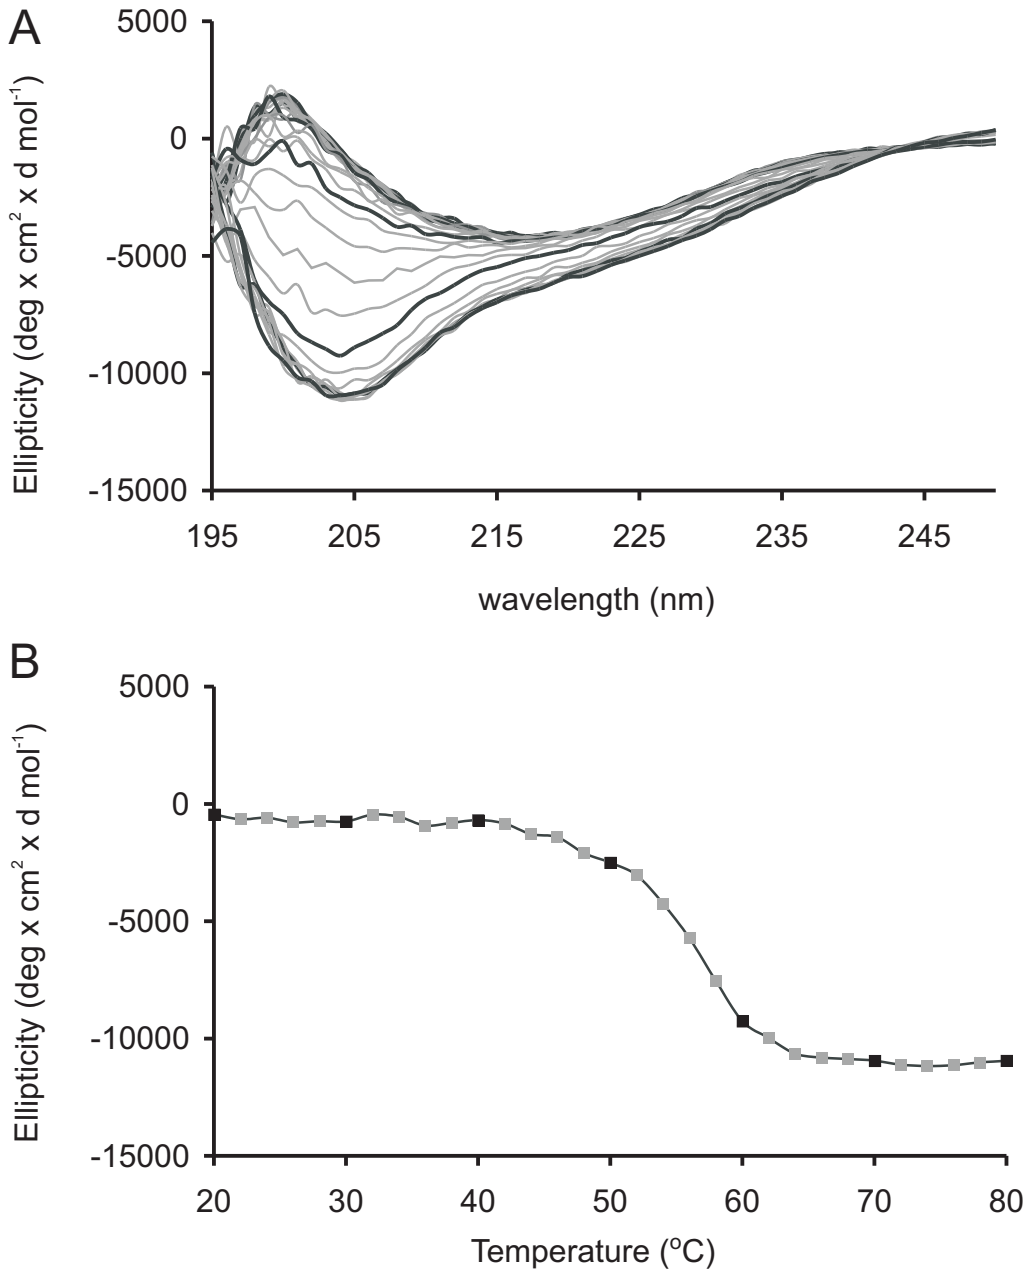 A
Ellipticity (deg x cm² x d mol⁻¹)
5000
0
-5000
-10000
-15000
195 205 215 225 235 245
wavelength (nm)
B
Ellipticity (deg x cm² x d mol⁻¹)
5000
0
-5000
-10000
-15000
20 30 40 50 60 70 80
Temperature (ºC)